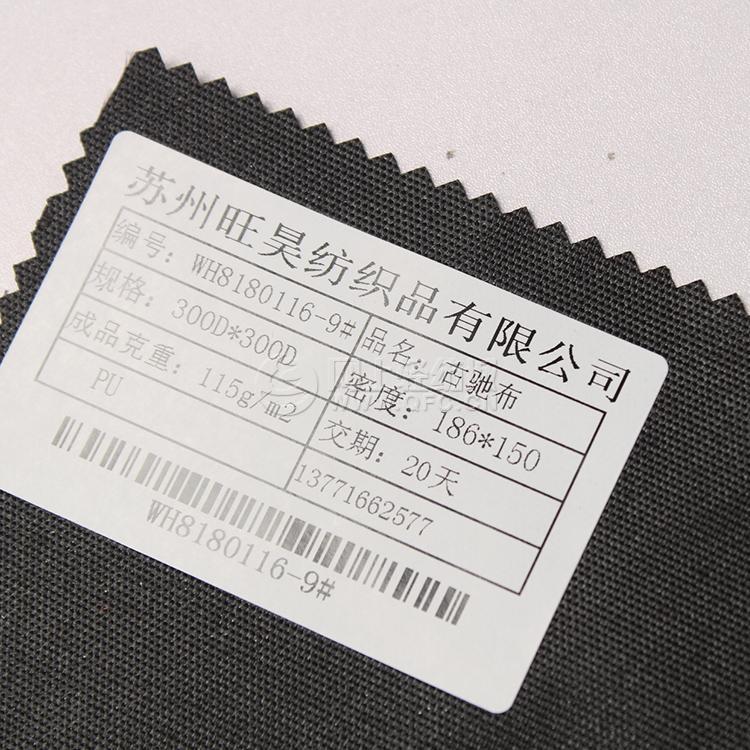 苏州旺昊纺织品有限公司
编号: WH8180116-9# 品名: 古驰布
规格: 300D*300D 密度: 186*150
成品克重: 115g/m2 交期: 20天
PU 13771662577
WH8180116-9#